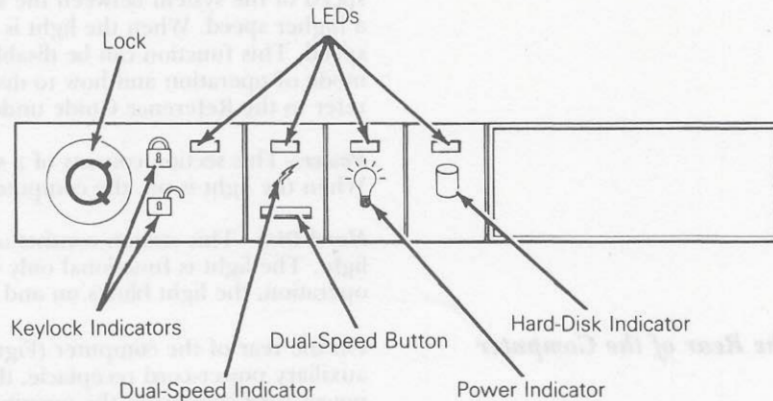 LEDs
Lock
Keylock Indicators
Dual-Speed Button
Hard-Disk Indicator
Dual-Speed Indicator
Power Indicator